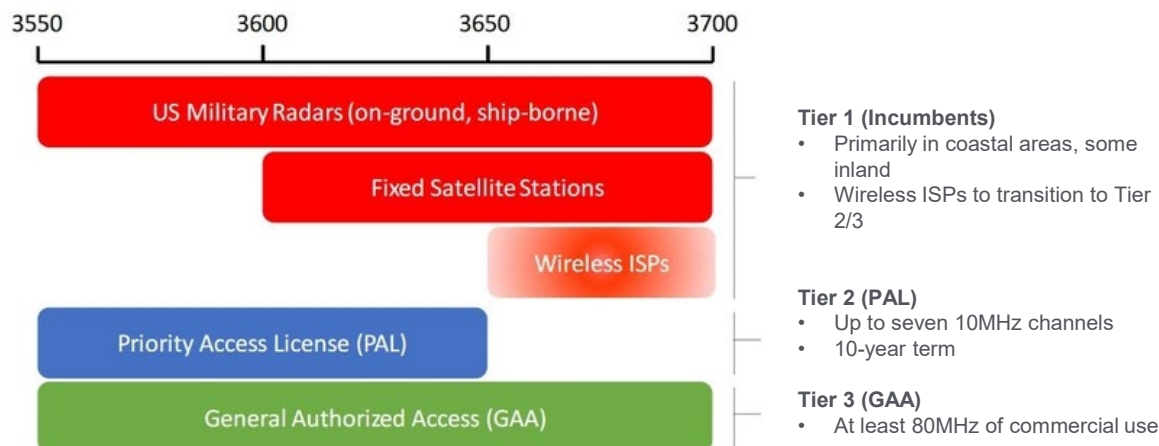 3550 3600 3650 3700
US Military Radars (on-ground, ship-borne)
Fixed Satellite Stations
Wireless ISPs
Priority Access License (PAL)
General Authorized Access (GAA)
Tier 1 (Incumbents)
• Primarily in coastal areas, some
inland
• Wireless ISPs to transition to Tier
2/3
Tier 2 (PAL)
• Up to seven 10MHz channels
• 10-year term
Tier 3 (GAA)
• At least 80MHz of commercial use